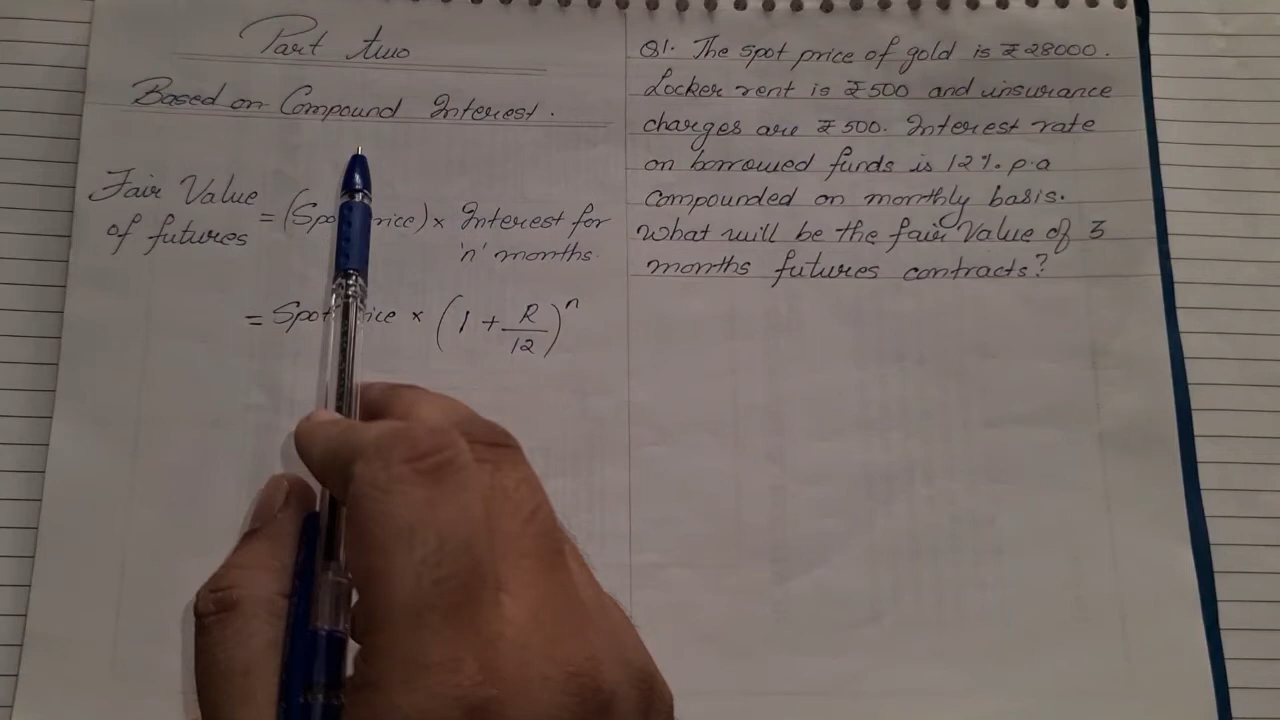 Part two
Based on Compound Interest.
Fair Value
of futures
= (Spo rice) × Interest for
'n' months.
= Spot ice × (1 + R/12)^n
Q1. The spot price of gold is ₹28000.
Locker rent is ₹500 and insurance
charges are ₹500. Interest rate
on borrowed funds is 12%. p.a
compounded on monthly basis.
What will be the fair Value of 3
months futures contracts?